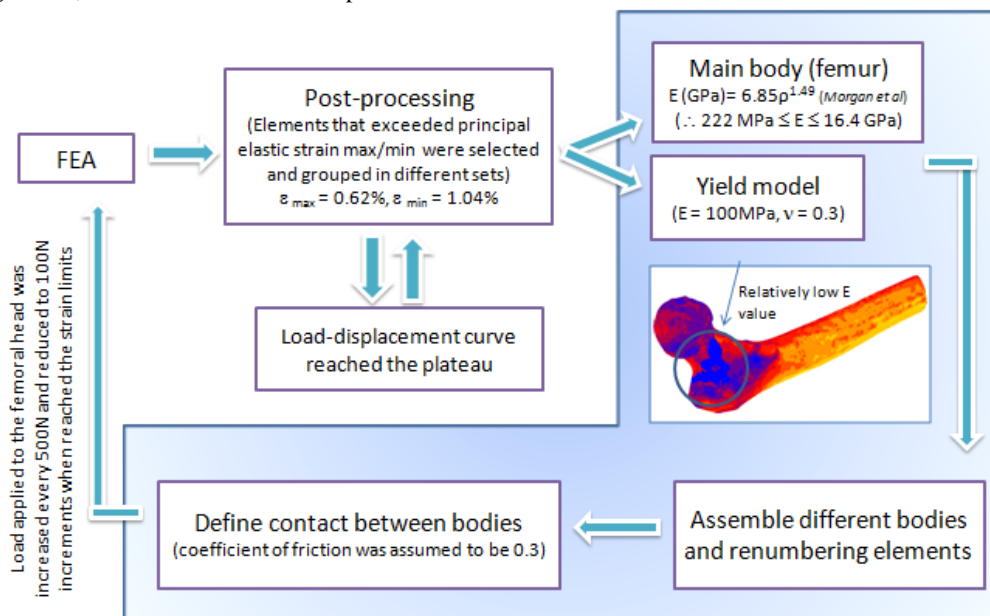 FEA
Post-processing
(Elements that exceeded principal
elastic strain max/min were selected
and grouped in different sets)
ε max = 0.62%, ε min = 1.04%
Load-displacement curve
reached the plateau
Main body (femur)
E (GPa)= 6.85ρ^1.49 (Morgan et al)
(∴ 222 MPa ≤ E ≤ 16.4 GPa)
Yield model
(E = 100MPa, ν = 0.3)
Relatively low E
value
Assemble different bodies
and renumbering elements
Define contact between bodies
(coefficient of friction was assumed to be 0.3)
Load applied to the femoral head was
increase every 500N and reduced to 100N
increments when reached the strain limits